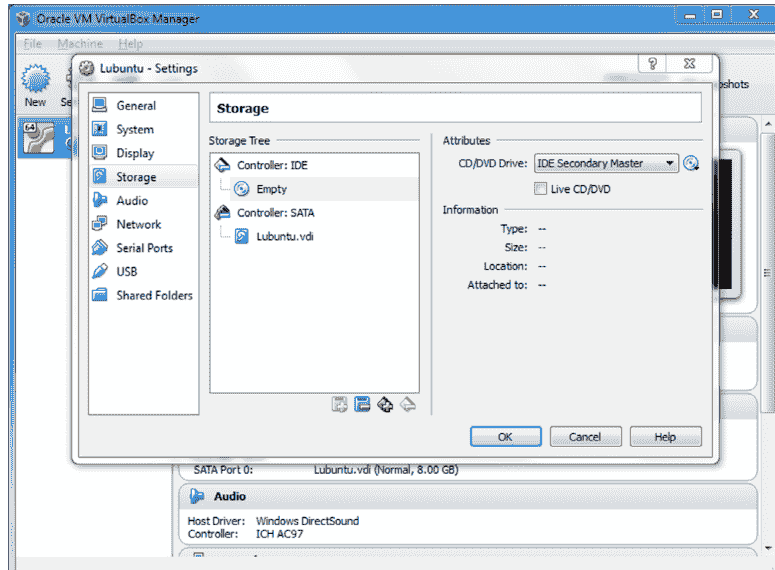 Oracle VM VirtualBox Manager
File Machine Help
Lubuntu - Settings
New
Se
pshots
64
General
System
Display
Storage
Audio
Network
Serial Ports
USB
Shared Folders
Storage
Storage Tree
Controller: IDE
Empty
Controller: SATA
Lubuntu.vdi
Attributes
CD/DVD Drive: IDE Secondary Master
Live CD/DVD
Information
Type: --
Size: --
Location: --
Attached to: --
OK Cancel Help
SATA Port 0: Lubuntu.vdi (Normal, 8.00 GB)
Audio
Host Driver: Windows DirectSound
Controller: ICH AC97